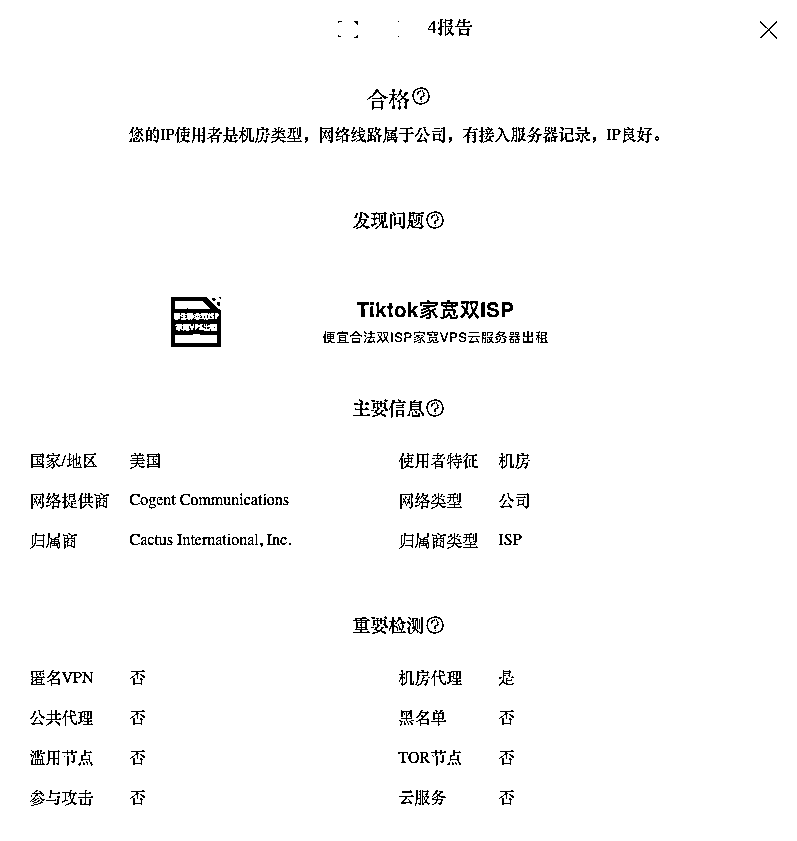 4报告
合格
您的IP使用者是机房类型，网络线路属于公司，有接入服务器记录，IP良好。
发现问题
Tiktok家宽双ISP
便宜合法双ISP家宽VPS云服务器出租
主要信息
国家/地区 美国 使用者特征 机房
网络提供商 Cogent Communications 网络类型 公司
归属商 Cactus International, Inc. 归属商类型 ISP
重要检测
匿名VPN 否 机房代理 是
公共代理 否 黑名单 否
滥用节点 否 TOR节点 否
参与攻击 否 云服务 否